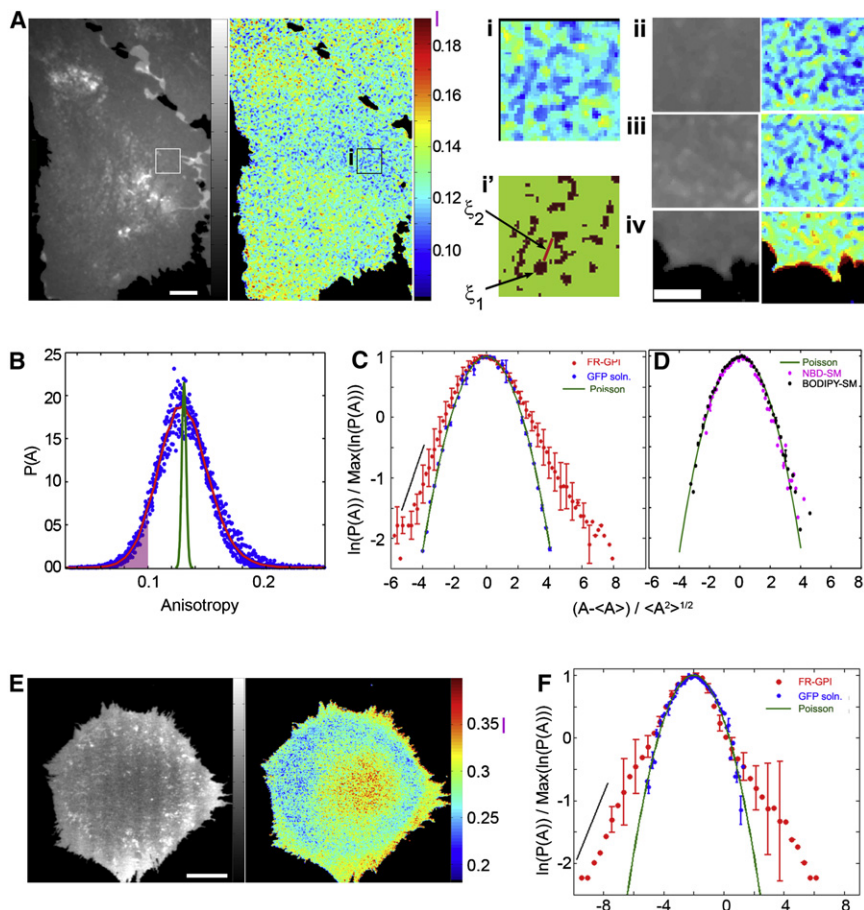 A
0.18
0.16
0.14
0.12
0.10
i
i
i'
ξ2
ξ1
ii
iii
iv
B
P(A)
25
20
15
10
5
00
0.1
0.2
Anisotropy
C
ln(P(A)) / Max(ln(P(A)))
1
0
-1
-2
-6
-4
-2
0
2
4
6
8
FR-GPI
GFP soln.
Poisson
D
Poisson
NBD-SM
BODIPY-SM
-4
-2
0
2
4
6
8
(A-<A>) / <A²>^1/2
E
0.35
0.3
0.25
0.2
F
ln(P(A)) / Max(ln(P(A)))
1
0
-1
-2
-8
-4
0
4
8
FR-GPI
GFP soln.
Poisson